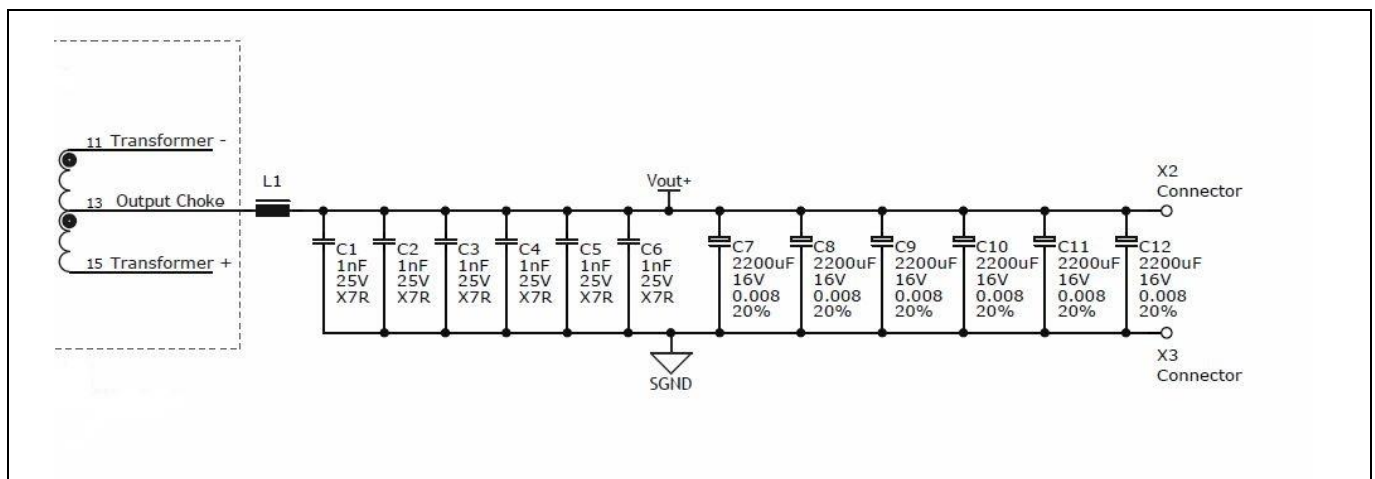 11 Transformer -
13 Output Choke
15 Transformer +
L1
Vout+
X2
Connector
C1
1nF
25V
X7R
C2
1nF
25V
X7R
C3
1nF
25V
X7R
C4
1nF
25V
X7R
C5
1nF
25V
X7R
C6
1nF
25V
X7R
C7
2200uF
16V
0.008
20%
C8
2200uF
16V
0.008
20%
C9
2200uF
16V
0.008
20%
C10
2200uF
16V
0.008
20%
C11
2200uF
16V
0.008
20%
C12
2200uF
16V
0.008
20%
SGND
X3
Connector